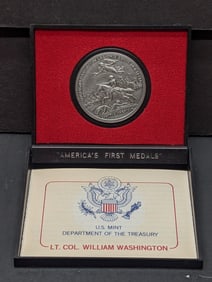 "AMERICA'S FIRST MEDALS"
U.S. MINT
DEPARTMENT OF THE TREASURY
LT. COL. WILLIAM WASHINGTON